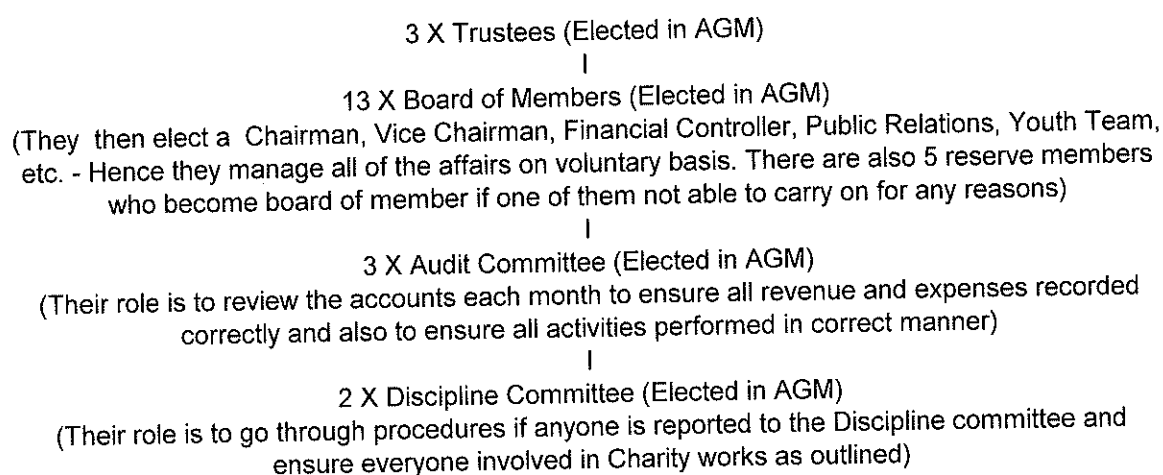 3 X Trustees (Elected in AGM)
|
13 X Board of Members (Elected in AGM)
(They then elect a Chairman, Vice Chairman, Financial Controller, Public Relations, Youth Team,
etc. - Hence they manage all of the affairs on voluntary basis. There are also 5 reserve members
who become board of member if one of them not able to carry on for any reasons)
|
3 X Audit Committee (Elected in AGM)
(Their role is to review the accounts each month to ensure all revenue and expenses recorded
correctly and also to ensure all activities performed in correct manner)
|
2 X Discipline Committee (Elected in AGM)
(Their role is to go through procedures if anyone is reported to the Discipline committee and
ensure everyone involved in Charity works as outlined)